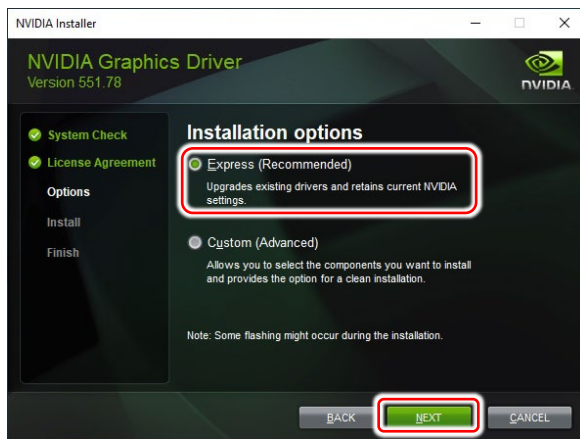 NVIDIA Installer
NVIDIA Graphics Driver
Version 551.78
NVIDIA
System Check
License Agreement
Options
Install
Finish
Installation options
Express (Recommended)
Upgrades existing drivers and retains current NVIDIA
settings.
Custom (Advanced)
Allows you to select the components you want to install
and provides the option for a clean installation.
Note: Some flashing might occur during the installation.
BACK
NEXT
CANCEL